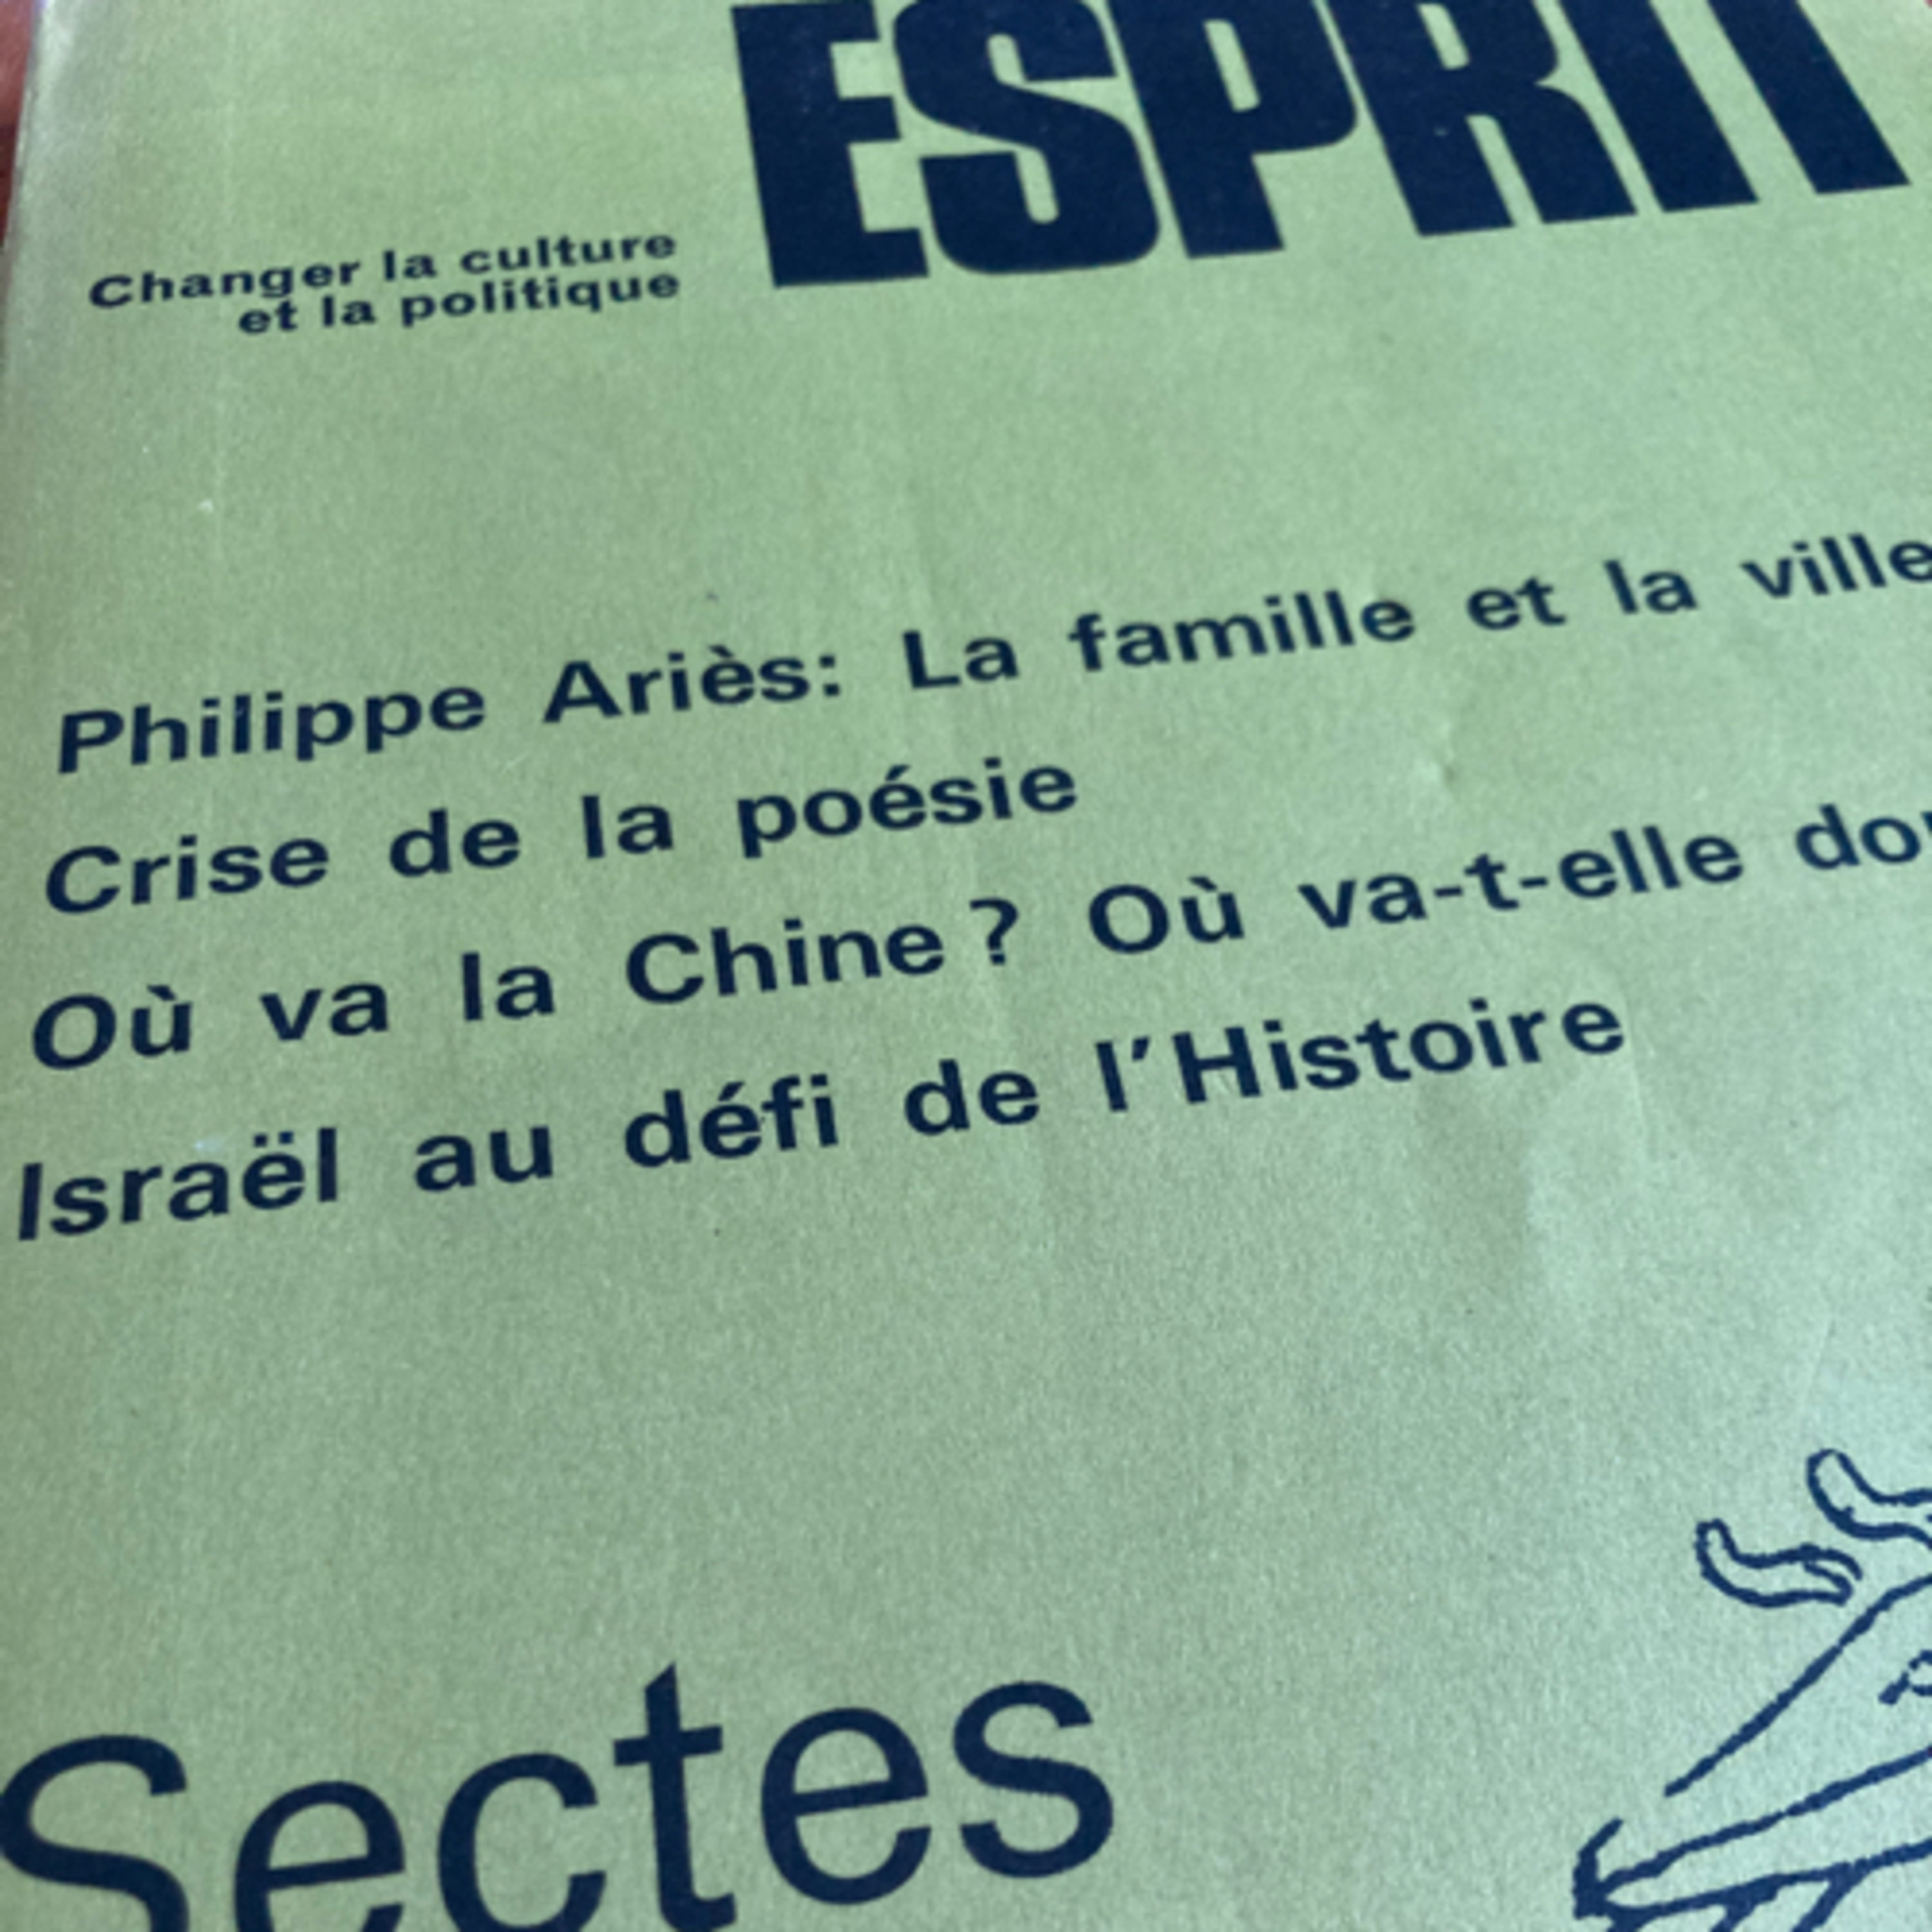 ESPRIT
Changer la culture
et la politique
Philippe Ariès: La famille et la ville
Crise de la poésie
Où va la Chine ? Où va-t-elle
Israël au défi de l'Histoire
Sectes